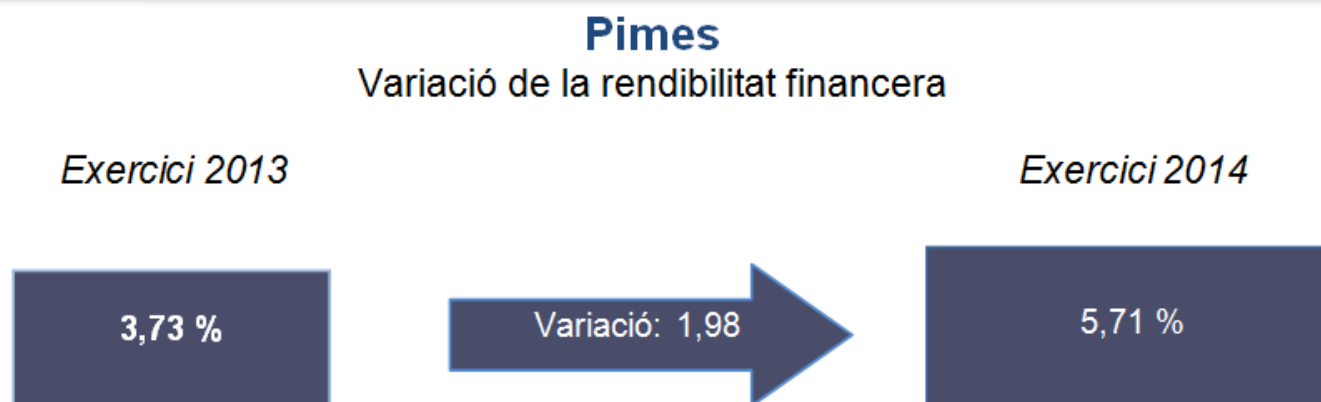 Pimes
Variació de la rendibilitat financera
Exercici 2013
Exercici 2014
3,73 %
Variació: 1,98
5,71 %